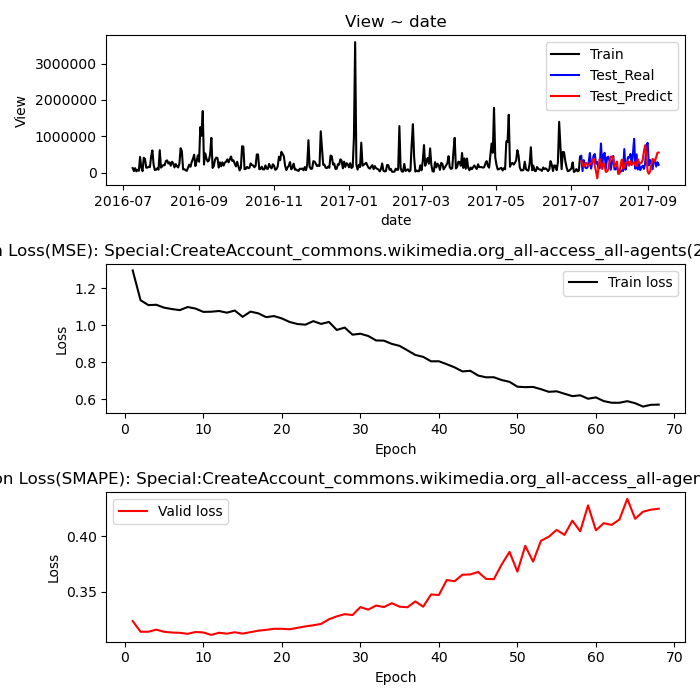 View ~ date
3000000
2000000
1000000
0
View
Train
Test_Real
Test_Predict
2016-07 2016-09 2016-11 2017-01 2017-03 2017-05 2017-07 2017-09
date
Loss(MSE): Special:CreateAccount_commons.wikimedia.org_all-access_all-agents(2
1.2
1.0
0.8
0.6
Loss
Train loss
0 10 20 30 40 50 60 70
Epoch
on Loss(SMAPE): Special:CreateAccount_commons.wikimedia.org_all-access_all-agen
0.40
0.35
Loss
Valid loss
0 10 20 30 40 50 60 70
Epoch